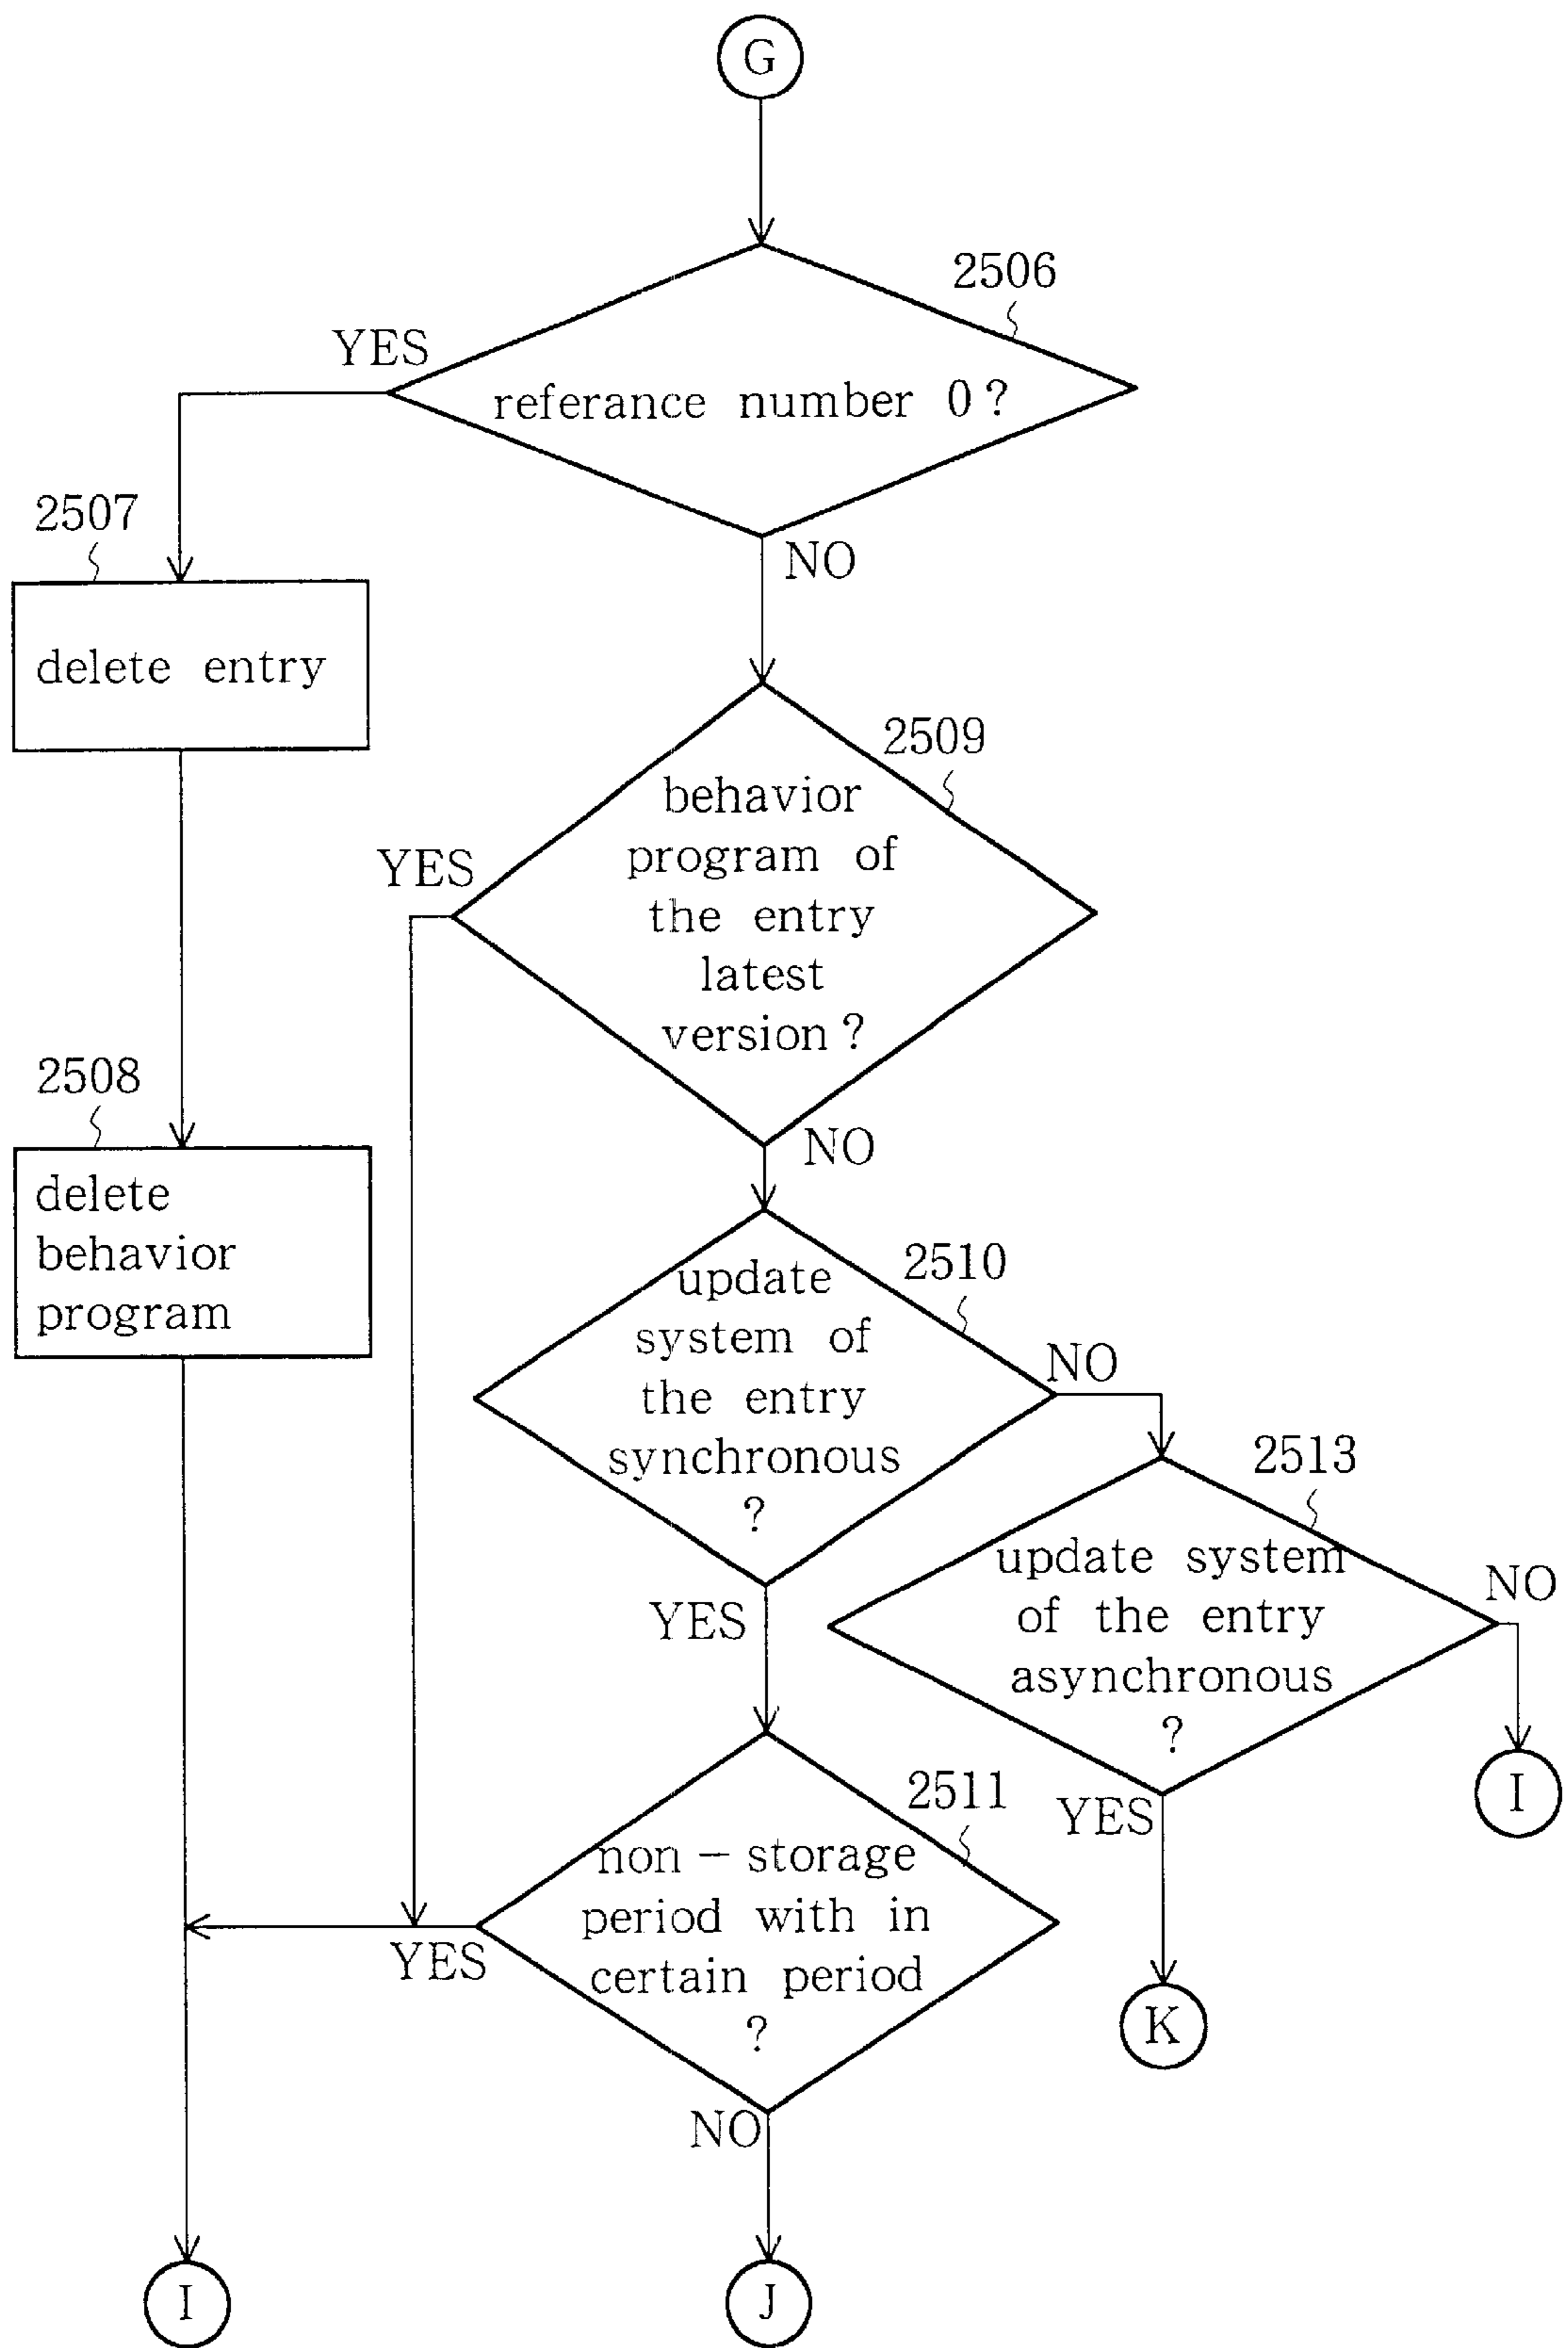 G
2506
YES
referance number 0?
2507
NO
delete entry
2509
behavior
program of
the entry
latest
version?
YES
2508
NO
delete
behavior
program
2510
update
system of
the entry
synchronous
?
NO
2513
YES
update system
of the entry
asynchronous
?
NO
I
YES
2511
non-storage
period with in
certain period
?
YES
K
NO
I
J